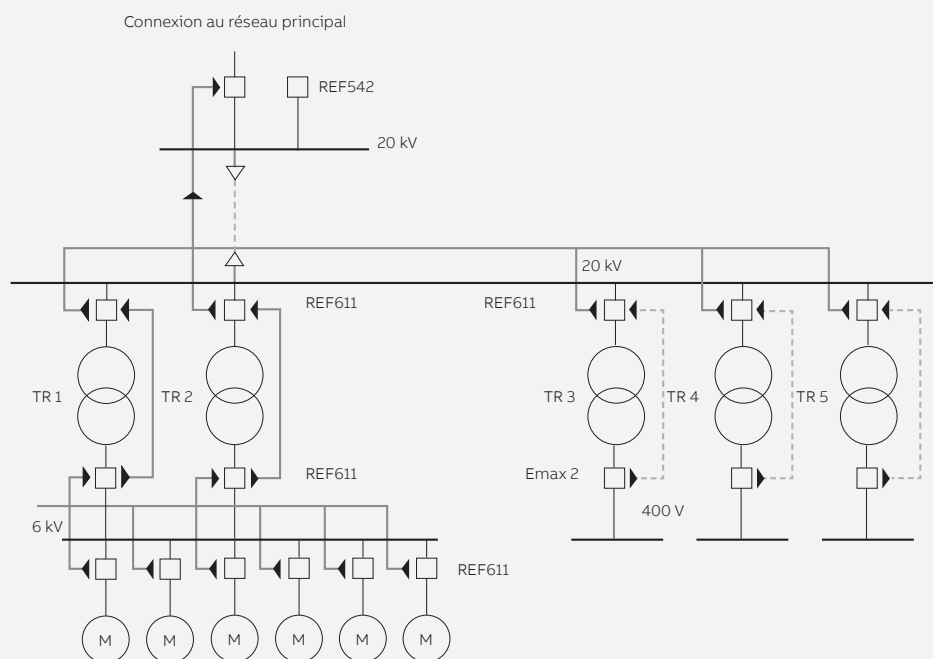 Connexion au réseau principal
REF542
20 kV
20 kV
REF611
REF611
TR 1
TR 2
TR 3
TR 4
TR 5
REF611
Emax 2
400 V
6 kV
REF611
M
M
M
M
M
M